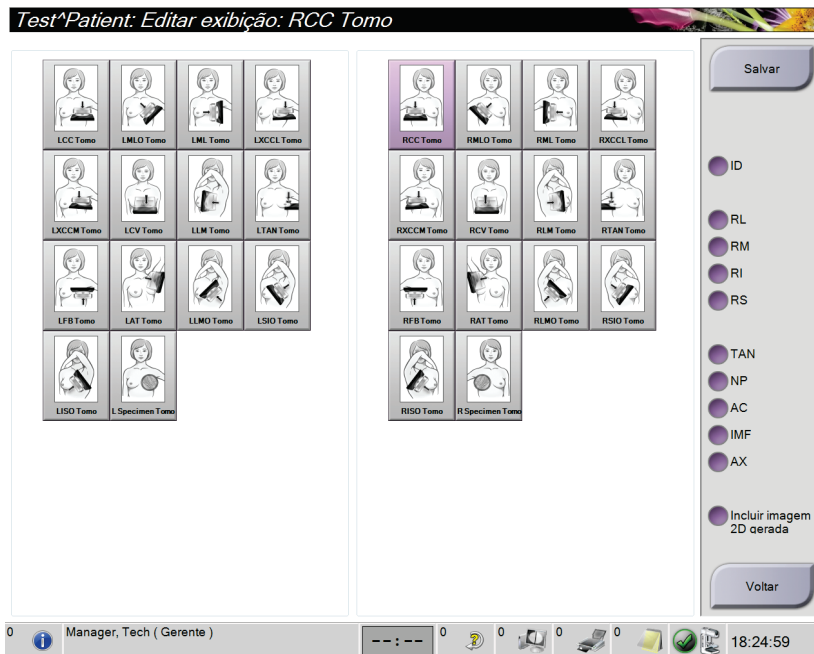 Test^Patient: Editar exibição: RCC Tomo
LCC Tomo LMLO Tomo LML Tomo LXCCL Tomo
LXCCM Tomo LCV Tomo LLM Tomo LTAN Tomo
LFB Tomo LAT Tomo LLMO Tomo LSIO Tomo
LISO Tomo L Specimen Tomo
RCC Tomo RMLO Tomo RML Tomo RXCCL Tomo
RXCCM Tomo RCV Tomo RLM Tomo RTAN Tomo
RFB Tomo RAT Tomo RLMO Tomo RSIO Tomo
RISO Tomo R Specimen Tomo
Salvar
ID
RL
RM
RI
RS
TAN
NP
AC
IMF
AX
Incluir imagem
2D gerada
Voltar
0 Manager, Tech ( Gerente ) --:-- 0 0 0 0 18:24:59